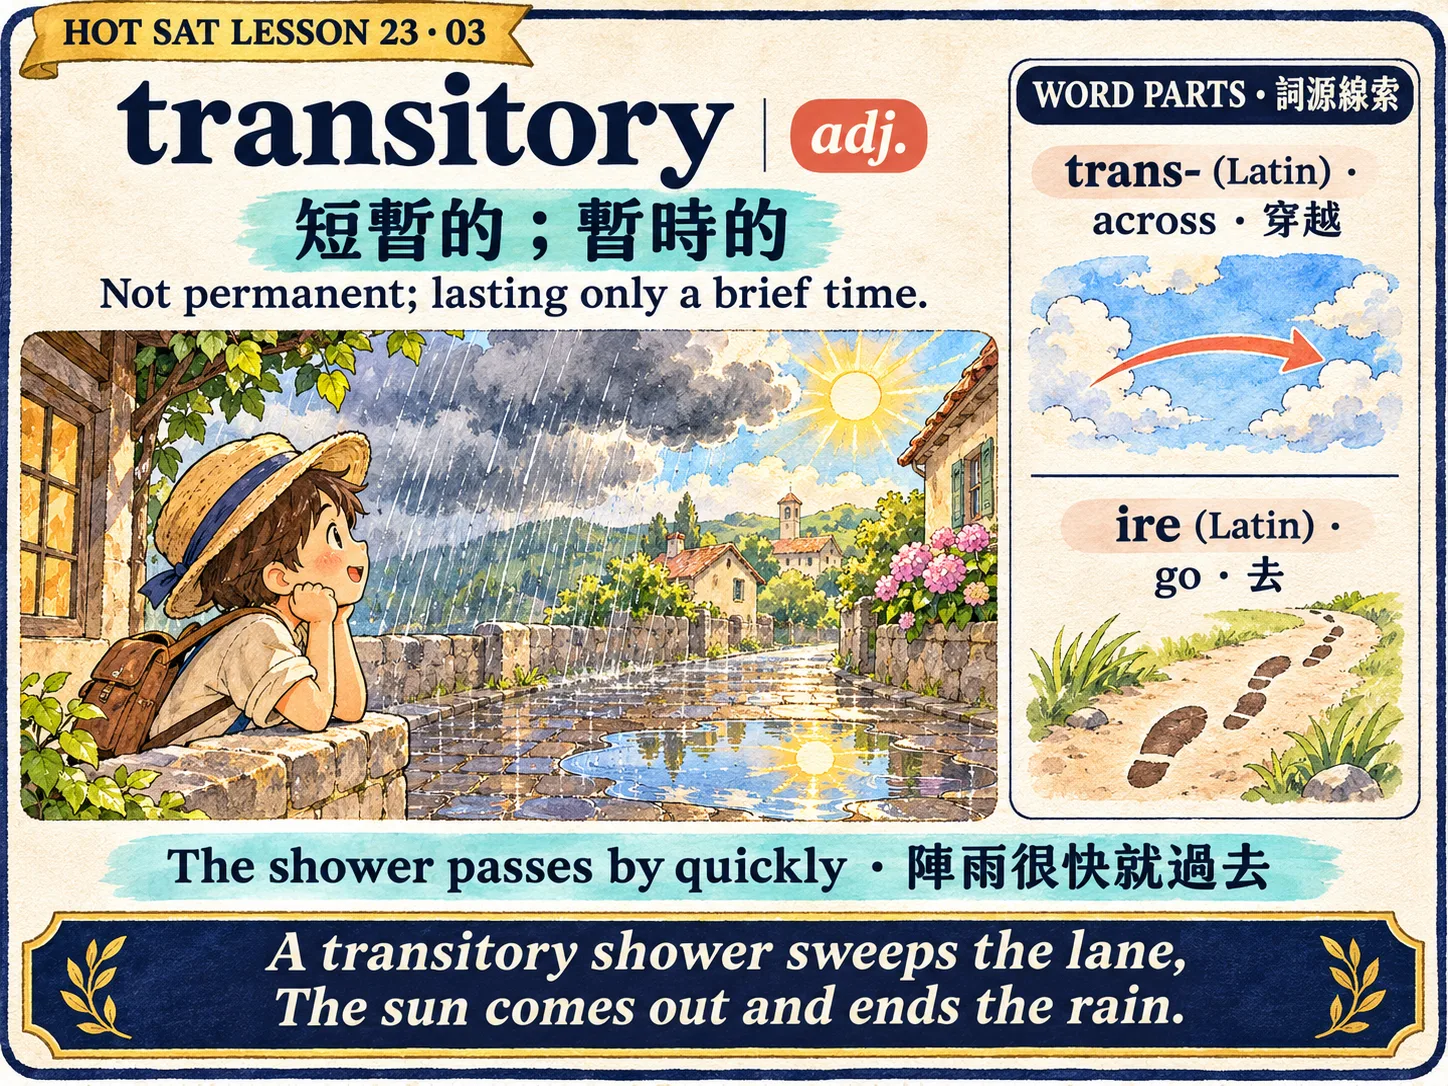 HOT SAT LESSON 23·03
transitory
adj.
短暫的；暫時的
Not permanent; lasting only a brief time.
WORD PARTS · 詞源線索
trans- (Latin) ·
across · 穿越
ire (Latin) ·
go · 去
The shower passes by quickly · 陣雨很快就過去
A transitory shower sweeps the lane,
The sun comes out and ends the rain.